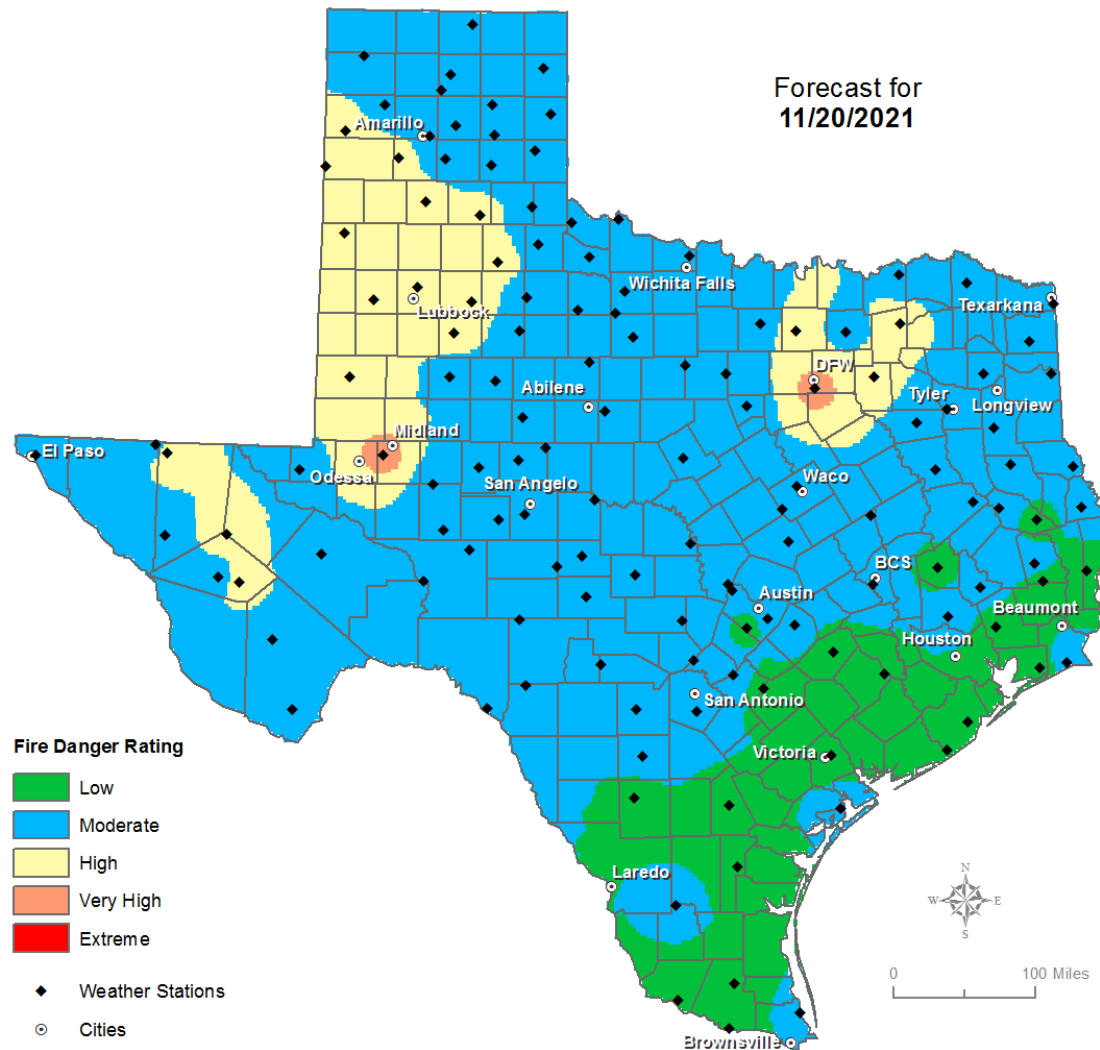 Forecast for
11/20/2021
Amarillo
Wichita Falls
Lubbock
Texarkana
DFW
Abilene
Tyler
Longview
El Paso
Midland
Odessa
San Angelo
Waco
BCS
Austin
Beaumont
Houston
San Antonio
Victoria
Laredo
Brownsville
Fire Danger Rating
Low
Moderate
High
Very High
Extreme
Weather Stations
Cities
N
W E
S
0 100 Miles